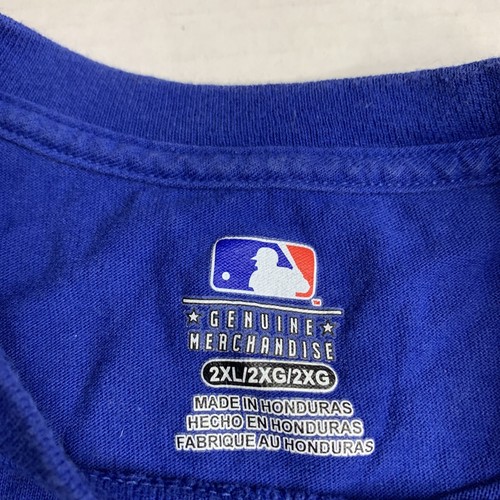 GENUINE
MERCHANDISE
2XL/2XG/2XG
MADE IN HONDURAS
HECHO EN HONDURAS
FABRIQUE AU HONDURAS